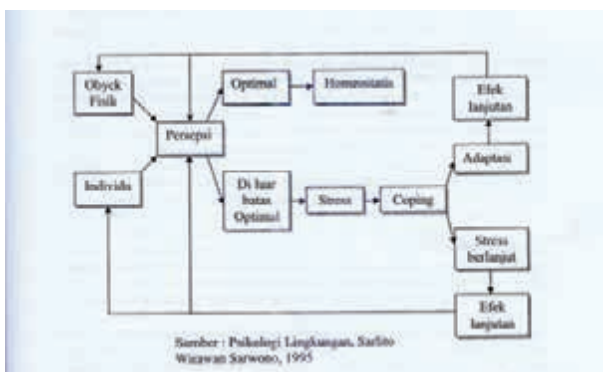 Obyek
Fisik
Individu
Persepsi
Optimal
Homeostatis
Di luar
batas
Optimal
Stress
Coping
Efek
lanjutan
Adaptasi
Stress
berlanjut
Efek
lanjutan
Sumber : Psikologi Lingkungan, Sarlito
Wirawan Sarwono, 1995